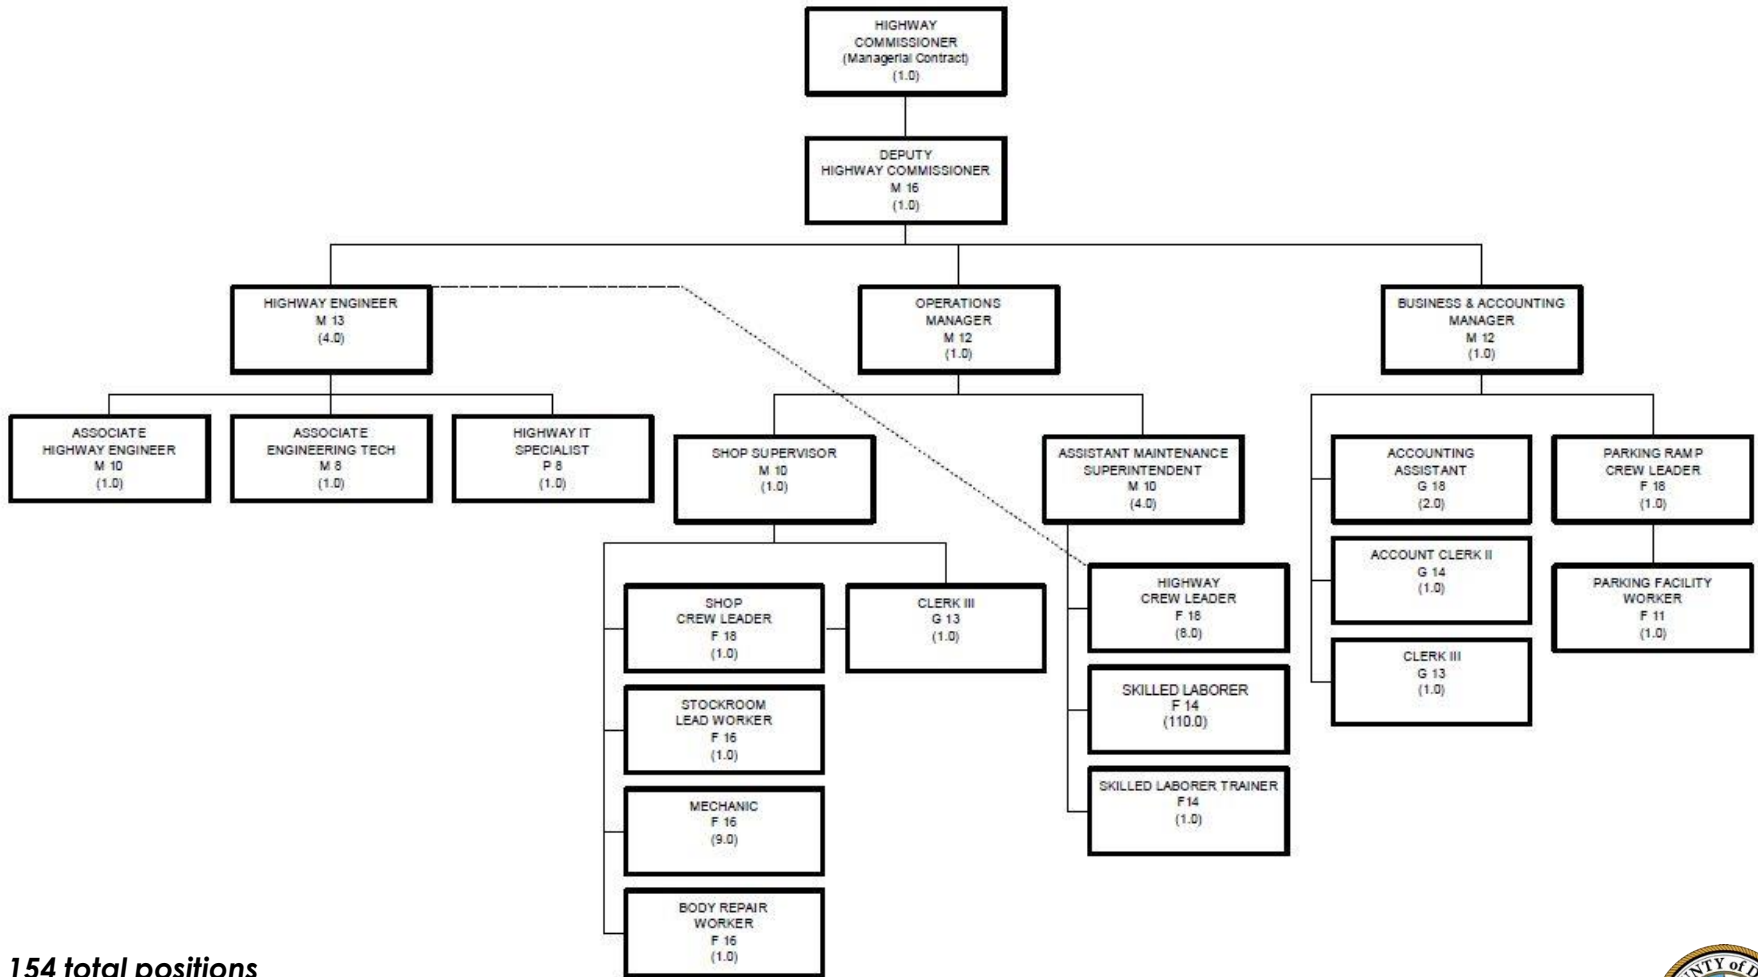 HIGHWAY
COMMISSIONER
(Managerial Contract)
(1.0)
DEPUTY
HIGHWAY COMMISSIONER
M 16
(1.0)
HIGHWAY ENGINEER
M 13
(4.0)
OPERATIONS
MANAGER
M 12
(1.0)
BUSINESS & ACCOUNTING
MANAGER
M 12
(1.0)
ASSOCIATE
HIGHWAY ENGINEER
M 10
(1.0)
ASSOCIATE
ENGINEERING TECH
M 8
(1.0)
HIGHWAY IT
SPECIALIST
P 8
(1.0)
SHOP SUPERVISOR
M 10
(1.0)
ASSISTANT MAINTENANCE
SUPERINTENDENT
M 10
(4.0)
ACCOUNTING
ASSISTANT
G 18
(2.0)
PARKING RAMP
CREW LEADER
F 18
(1.0)
SHOP
CREW LEADER
F 18
(1.0)
CLERK III
G 13
(1.0)
HIGHWAY
CREW LEADER
F 18
(8.0)
ACCOUNT CLERK II
G 14
(1.0)
PARKING FACILITY
WORKER
F 11
(1.0)
STOCKROOM
LEAD WORKER
F 16
(1.0)
SKILLED LABORER
F 14
(110.0)
CLERK III
G 13
(1.0)
MECHANIC
F 16
(9.0)
SKILLED LABORER TRAINER
F14
(1.0)
BODY REPAIR
WORKER
F 16
(1.0)
154 total positions